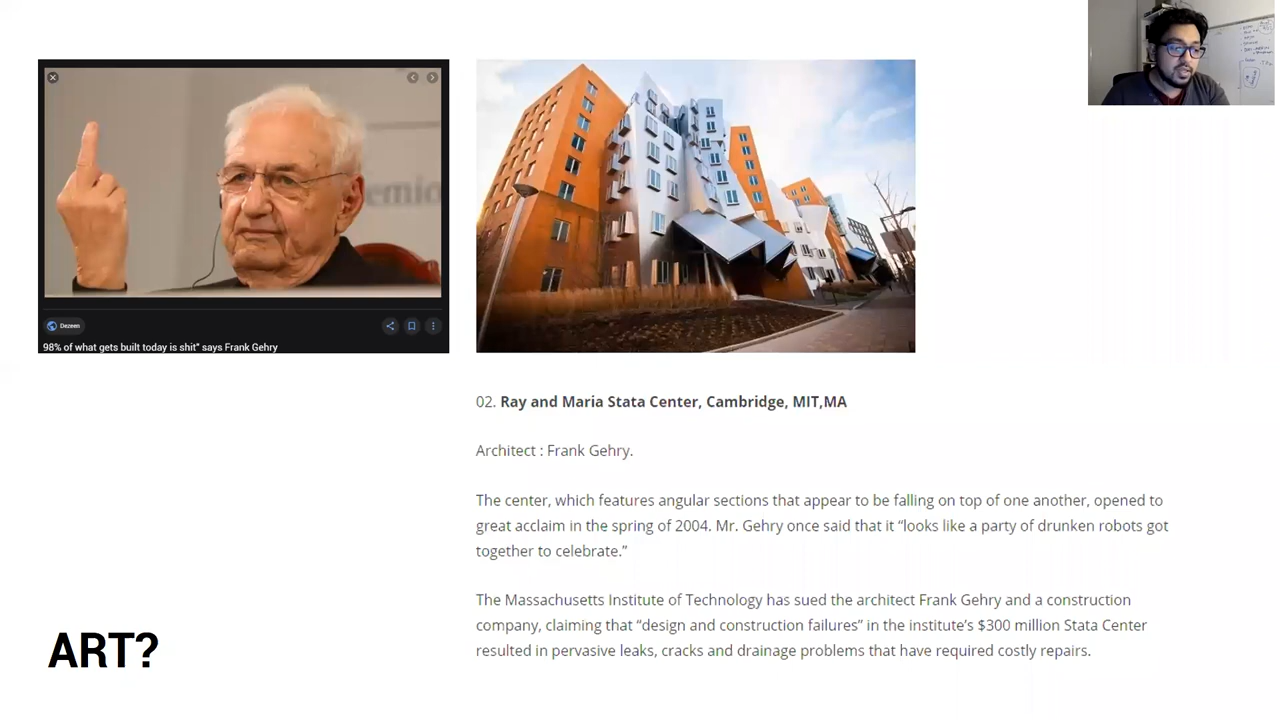 emio
Dezeen
98% of what gets built today is shit" says Frank Gehry
02. Ray and Maria Stata Center, Cambridge, MIT,MA
Architect : Frank Gehry.
The center, which features angular sections that appear to be falling on top of one another, opened to
great acclaim in the spring of 2004. Mr. Gehry once said that it “looks like a party of drunken robots got
together to celebrate.”
The Massachusetts Institute of Technology has sued the architect Frank Gehry and a construction
company, claiming that “design and construction failures” in the institute’s $300 million Stata Center
resulted in pervasive leaks, cracks and drainage problems that have required costly repairs.
ART?